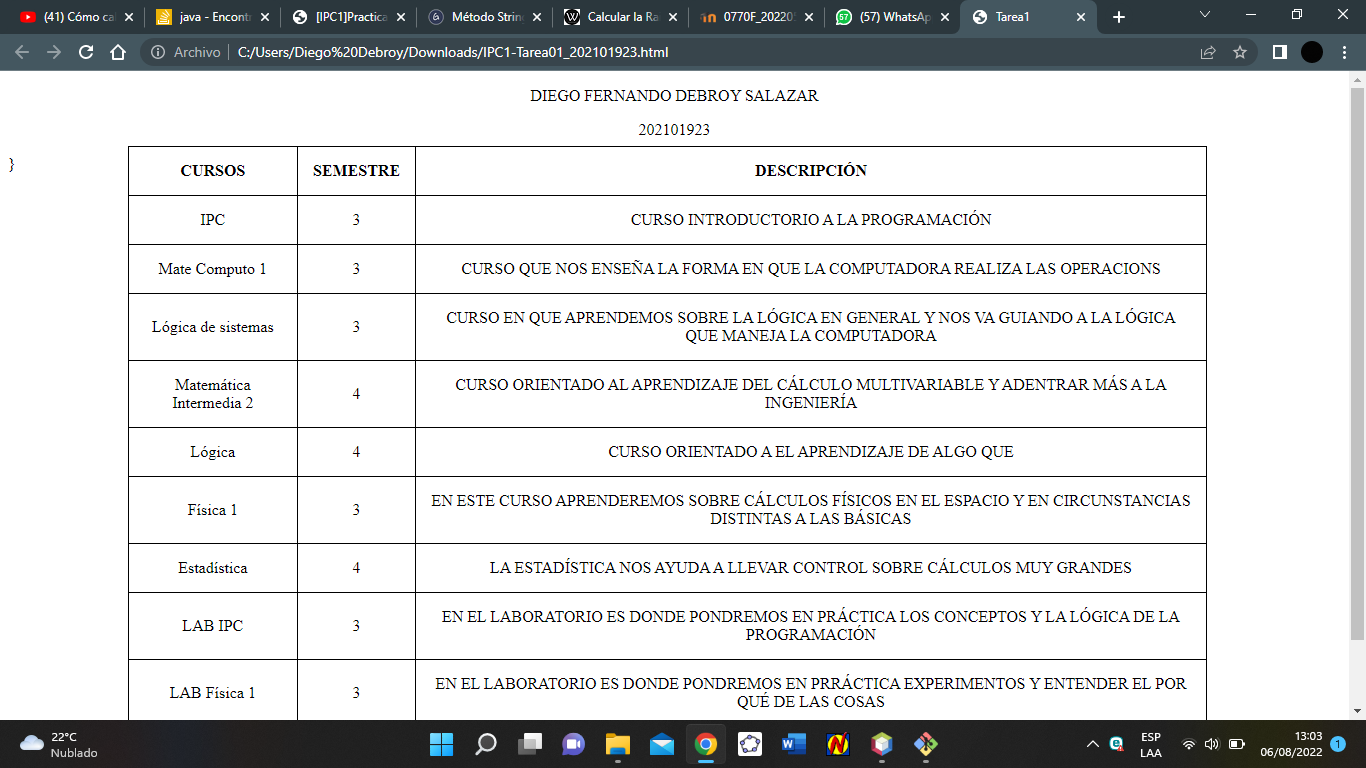 (41) Cómo cal
java - Encontr
[IPC1]Practica
Método String
Calcular la Ra
0770F_20220
(57) WhatsAp
Tarea1
Archivo
C:/Users/Diego%20Debroy/Downloads/IPC1-Tarea01_202101923.html
DIEGO FERNANDO DEBROY SALAZAR
202101923
}
CURSOS SEMESTRE DESCRIPCIÓN
IPC 3 CURSO INTRODUCTORIO A LA PROGRAMACIÓN
Mate Computo 1 3 CURSO QUE NOS ENSEÑA LA FORMA EN QUE LA COMPUTADORA REALIZA LAS OPERACIONS
Lógica de sistemas 3 CURSO EN QUE APRENDEMOS SOBRE LA LÓGICA EN GENERAL Y NOS VA GUIANDO A LA LÓGICA
QUE MANEJA LA COMPUTADORA
Matemática
Intermedia 2
4
CURSO ORIENTADO AL APRENDIZAJE DEL CÁLCULO MULTIVARIABLE Y ADENTRAR MÁS A LA
INGENIERÍA
Lógica 4 CURSO ORIENTADO A EL APRENDIZAJE DE ALGO QUE
Física 1 3 EN ESTE CURSO APRENDEREMOS SOBRE CÁLCULOS FÍSICOS EN EL ESPACIO Y EN CIRCUNSTANCIAS
DISTINTAS A LAS BÁSICAS
Estadística 4 LA ESTADÍSTICA NOS AYUDA A LLEVAR CONTROL SOBRE CÁLCULOS MUY GRANDES
LAB IPC 3 EN EL LABORATORIO ES DONDE PONDREMOS EN PRÁCTICA LOS CONCEPTOS Y LA LÓGICA DE LA
PROGRAMACIÓN
LAB Física 1 3 EN EL LABORATORIO ES DONDE PONDREMOS EN PRRÁCTICA EXPERIMENTOS Y ENTENDER EL POR
QUÉ DE LAS COSAS
22°C
Nublado
ESP
LAA
13:03
06/08/2022
1